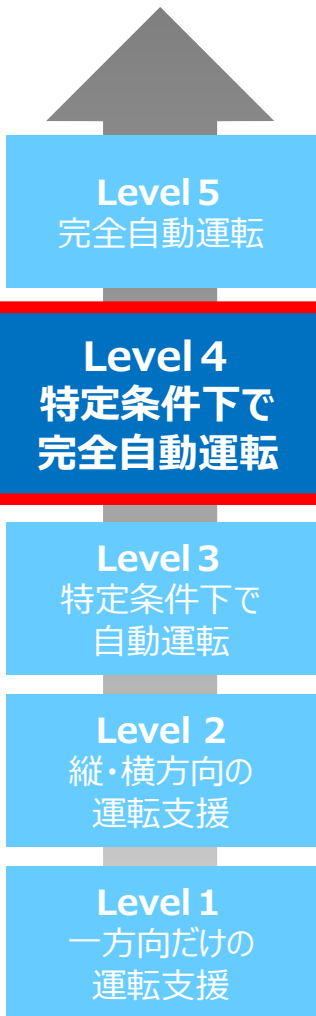 Level 5
完全自動運転
Level 4
特定条件下で
完全自動運転
Level 3
特定条件下で
自動運転
Level 2
縦・横方向の
運転支援
Level 1
一方向だけの
運転支援